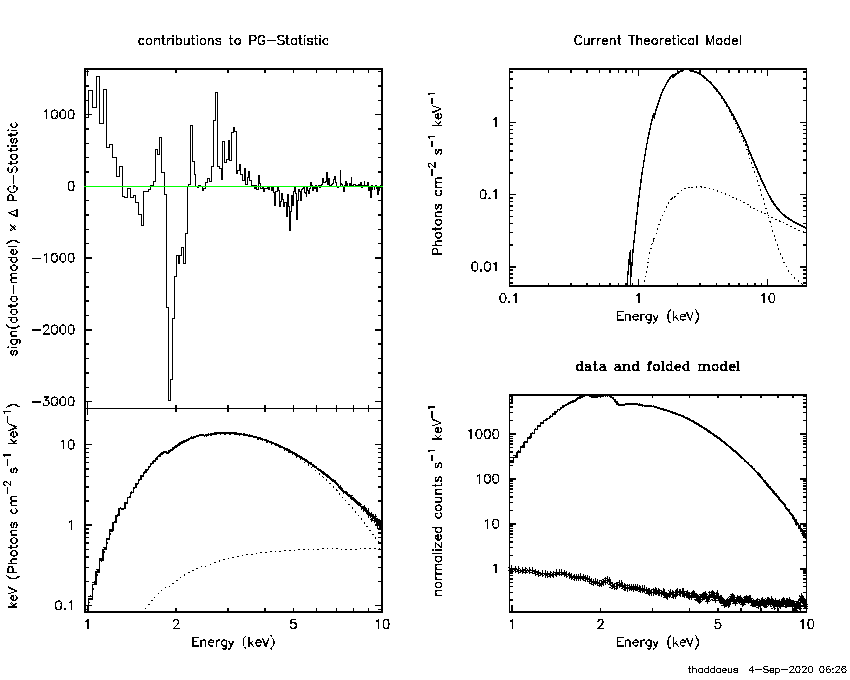 contributions to PG−Statistic
sign(data−model) × Δ PG−Statistic
1000
0
−1000
−2000
−3000
keV (Photons cm−2 s−1 keV−1)
10
1
0.1
1
2
5
10
Energy (keV)
Current Theoretical Model
Photons cm−2 s−1 keV−1
1
0.1
0.01
0.1
1
10
Energy (keV)
data and folded model
normalized counts s−1 keV−1
1000
100
10
1
1
2
5
10
Energy (keV)
thaddaeus 4−Sep−2020 06:26